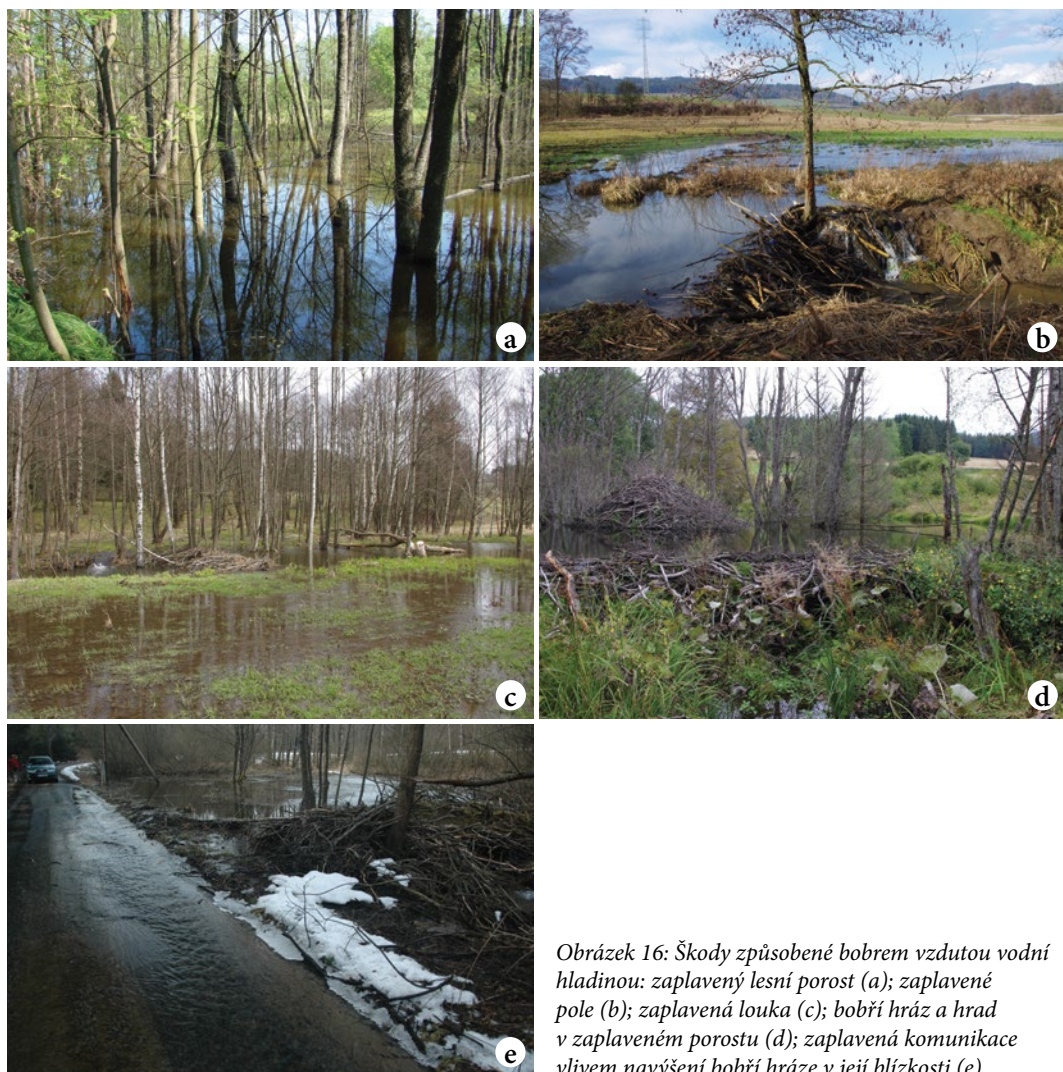 a
b
c
d
e
Obrázek 16: Škody způsobené bobrem vzdutou vodní
hladinou: zaplavený lesní porost (a); zaplavené
pole (b); zaplavená louka (c); bobří hráz a hrad
v zaplaveném porostu (d); zaplavená komunikace
vlivem navýšení bobří hráze v její blízkosti (e)